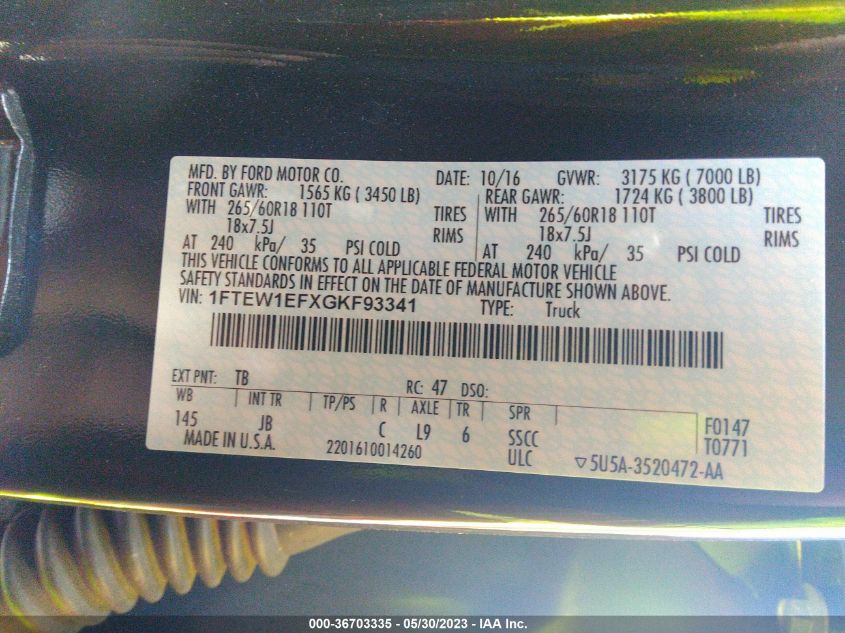 MFD. BY FORD MOTOR CO. DATE: 10/16 GVWR: 3175 KG ( 7000 LB)
FRONT GAWR: 1565 KG ( 3450 LB) REAR GAWR: 1724 KG ( 3800 LB)
WITH 265/60R18 110T TIRES WITH 265/60R18 110T TIRES
18x7.5J RIMS 18x7.5J RIMS
AT 240 kPa/ 35 PSI COLD AT 240 kPa/ 35 PSI COLD
THIS VEHICLE CONFORMS TO ALL APPLICABLE FEDERAL MOTOR VEHICLE
SAFETY STANDARDS IN EFFECT ON THE DATE OF MANUFACTURE SHOWN ABOVE.
VIN: 1FTEW1EFXGKF93341 TYPE: Truck
EXT PNT: TB RC: 47 DSO:
WB INT TR TP/PS R AXLE TR SPR
145 JB C L9 6 SSCC F0147
MADE IN U.S.A. 2201610014260 ULC T0771
▽5U5A-3520472-AA
000-36703335 - 05/30/2023 - IAA Inc.